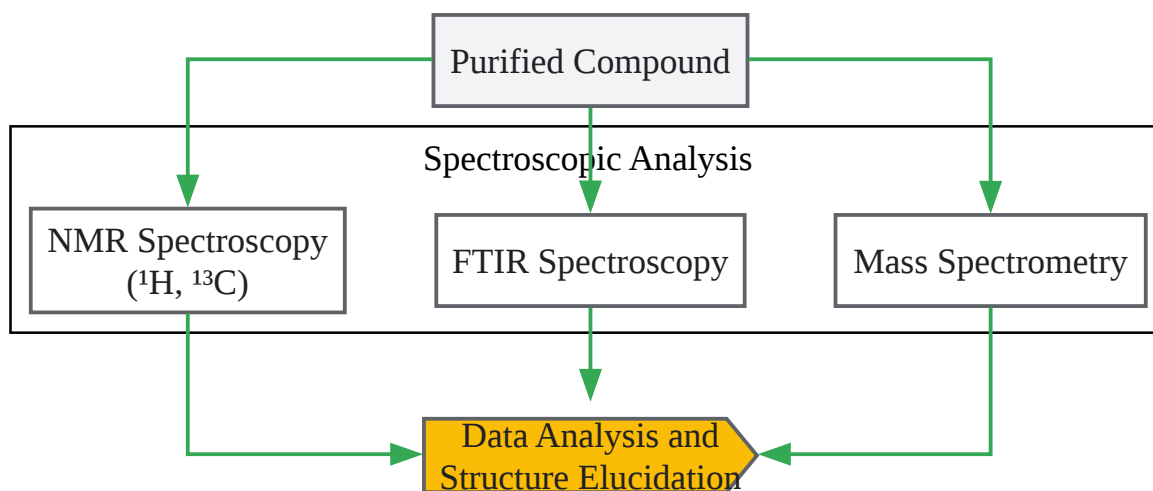 Purified Compound
Spectroscopic Analysis
NMR Spectroscopy
(¹H, ¹³C)
FTIR Spectroscopy
Mass Spectrometry
Data Analysis and
Structure Elucidation